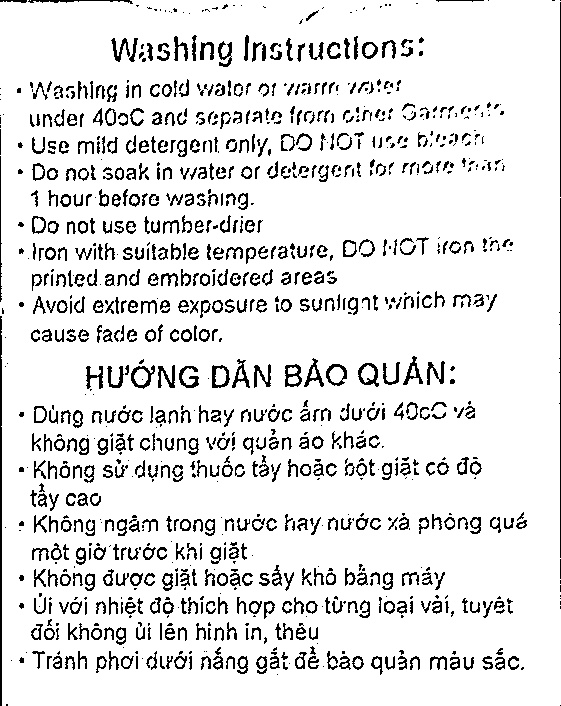 Washing Instructions:
• Washing in cold water or warm water
under 40oC and separate from other Garments
• Use mild detergent only, DO NOT use bleach
• Do not soak in water or detergent for more than
1 hour before washing.
• Do not use tumber-drier
• Iron with suitable temperature, DO NOT iron the
printed and embroidered areas
• Avoid extreme exposure to sunlight which may
cause fade of color.
HƯỚNG DẪN BẢO QUẢN:
• Dùng nước lạnh hay nước ấm dưới 40oC và
không giặt chung với quần áo khác.
• Không sử dụng thuốc tẩy hoặc bột giặt có độ
tẩy cao
• Không ngâm trong nước hay nước xà phòng quá
một giờ trước khi giặt
• Không được giặt hoặc sấy khô bằng máy
• Ủi với nhiệt độ thích hợp cho từng loại vải, tuyệt
đối không ủi lên hình in, thêu
• Tránh phơi dưới nắng gắt để bảo quản màu sắc.